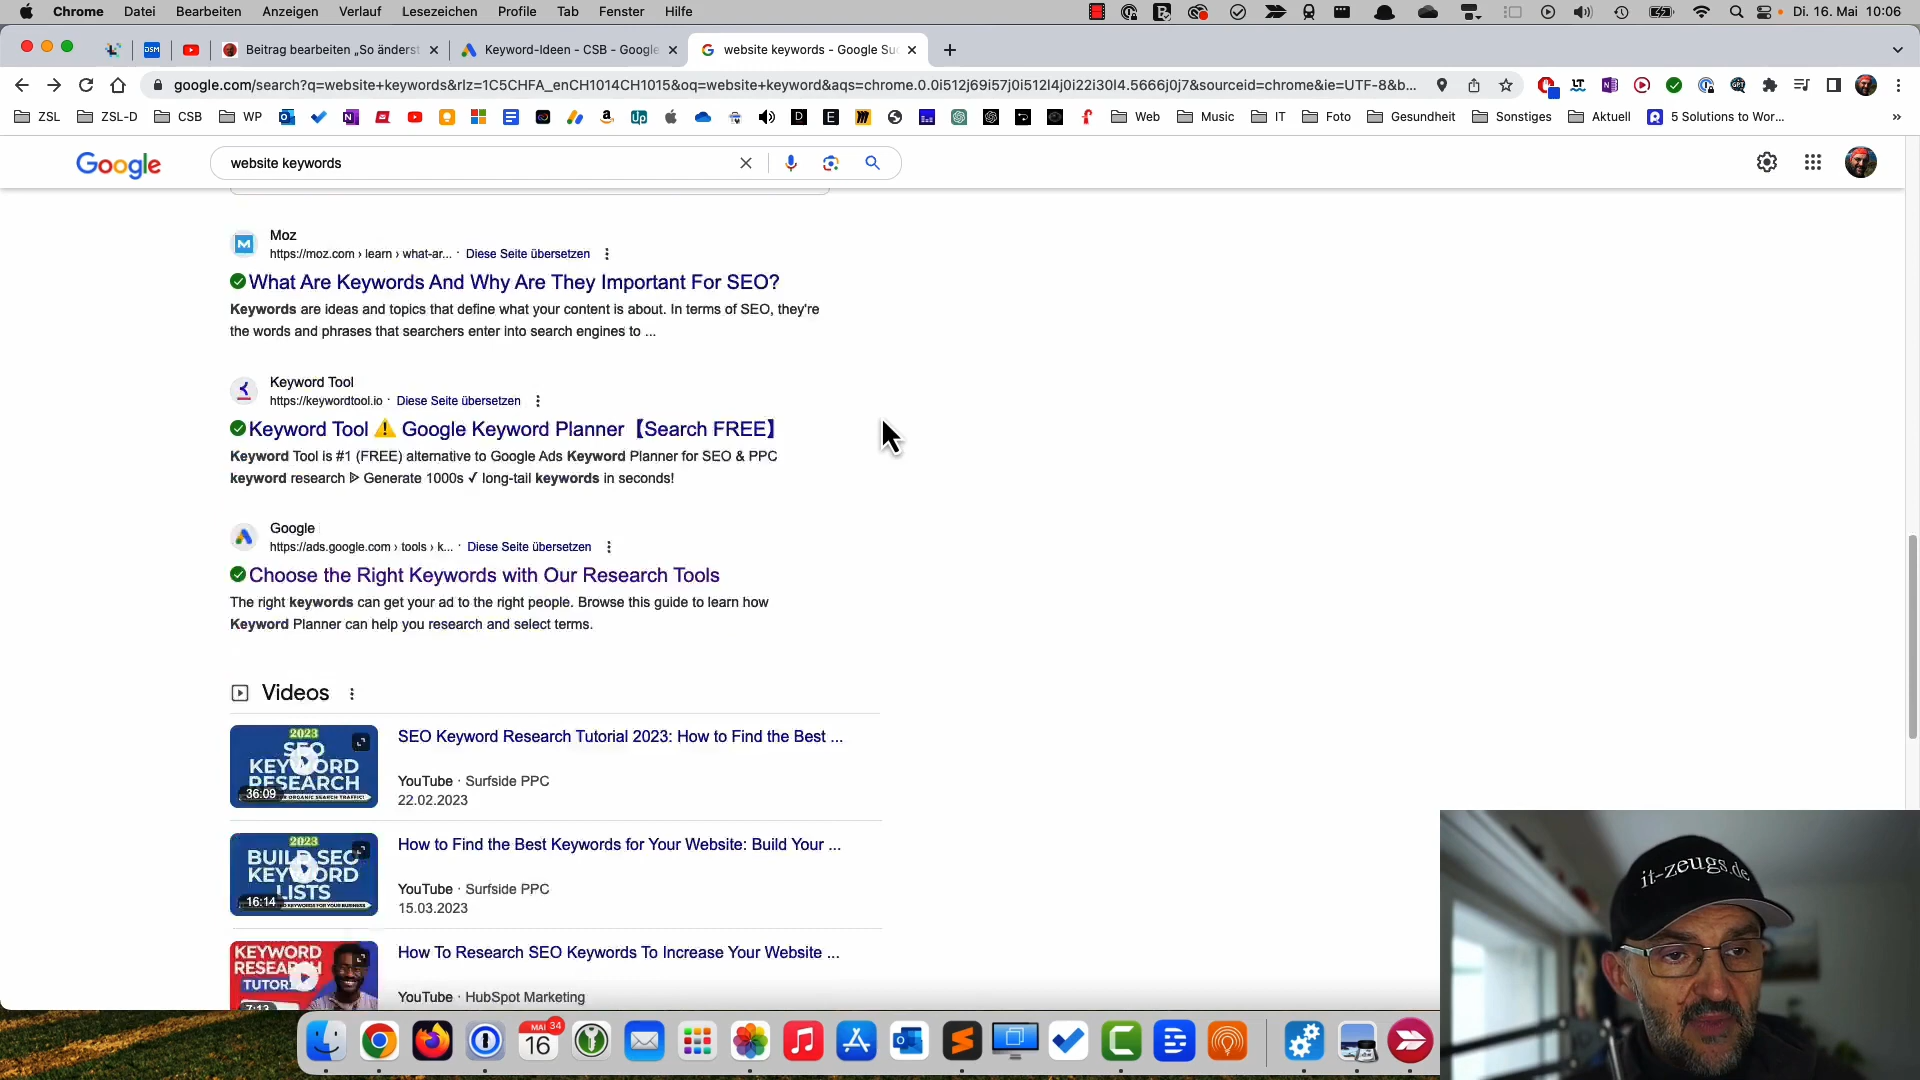 Chrome Datei Bearbeiten Anzeigen Verlauf Lesezeichen Profile Tab Fenster Hilfe Di. 16. Mai 10:06
JSM Beitrag bearbeiten „So änderst Keyword-Ideen - CSB - Google website keywords - Google Suc
google.com/search?q=website+keywords&rlz=1C5CHFA_enCH1014CH1015&oq=website+keyword&aqs=chrome.0.0i512j69i57j0i512l4j0i22i30l4.5666j0j7&sourceid=chrome&ie=UTF-8&b...
ZSL ZSL-D CSB WP Web Music IT Foto Gesundheit Sonstiges Aktuell 5 Solutions to Wor... »
Google website keywords
Moz
https://moz.com › learn › what-ar... · Diese Seite übersetzen
What Are Keywords And Why Are They Important For SEO?
Keywords are ideas and topics that define what your content is about. In terms of SEO, they're
the words and phrases that searchers enter into search engines to ...
Keyword Tool
https://keywordtool.io · Diese Seite übersetzen
Keyword Tool ⚠ Google Keyword Planner【Search FREE】
Keyword Tool is #1 (FREE) alternative to Google Ads Keyword Planner for SEO & PPC
keyword research ᐉ Generate 1000s ✓ long-tail keywords in seconds!
Google
https://ads.google.com › tools › k... · Diese Seite übersetzen
Choose the Right Keywords with Our Research Tools
The right keywords can get your ad to the right people. Browse this guide to learn how
Keyword Planner can help you research and select terms.
Videos
2023
SEO
KEYWORD
RESEARCH
36:09
SEO Keyword Research Tutorial 2023: How to Find the Best ...
YouTube · Surfside PPC
22.02.2023
2023
BUILD SEO
KEYWORD
LISTS
16:14
How to Find the Best Keywords for Your Website: Build Your ...
YouTube · Surfside PPC
15.03.2023
KEYWORD
RESEARCH
TUTORIAL
7:13
How To Research SEO Keywords To Increase Your Website ...
YouTube · HubSpot Marketing
it-zeugs.de
MAI 34
16